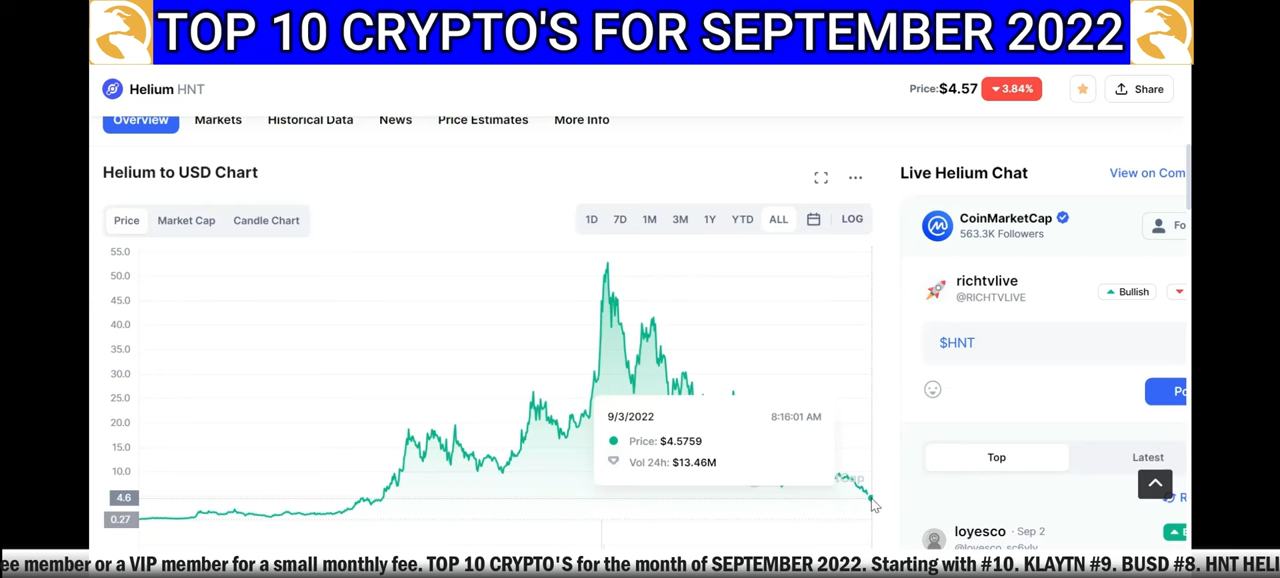 TOP 10 CRYPTO'S FOR SEPTEMBER 2022
Helium HNT
Price:$4.57 3.84%
Share
Overview Markets Historical Data News Price Estimates More Info
Helium to USD Chart
Price Market Cap Candle Chart
1D 7D 1M 3M 1Y YTD ALL LOG
55.0
50.0
45.0
40.0
35.0
30.0
25.0
20.0
15.0
10.0
4.6
0.27
9/3/2022 8:16:01 AM
Price: $4.5759
Vol 24h: $13.46M
Live Helium Chat View on Com
CoinMarketCap
563.3K Followers
Fo
richtvlive
@RICHTVLIVE
Bullish
$HNT
Po
Top Latest
R
loyesco · Sep 2
ee member or a VIP member for a small monthly fee. TOP 10 CRYPTO'S for the month of SEPTEMBER 2022. Starting with #10. KLAYTN #9. BUSD #8. HNT HELI